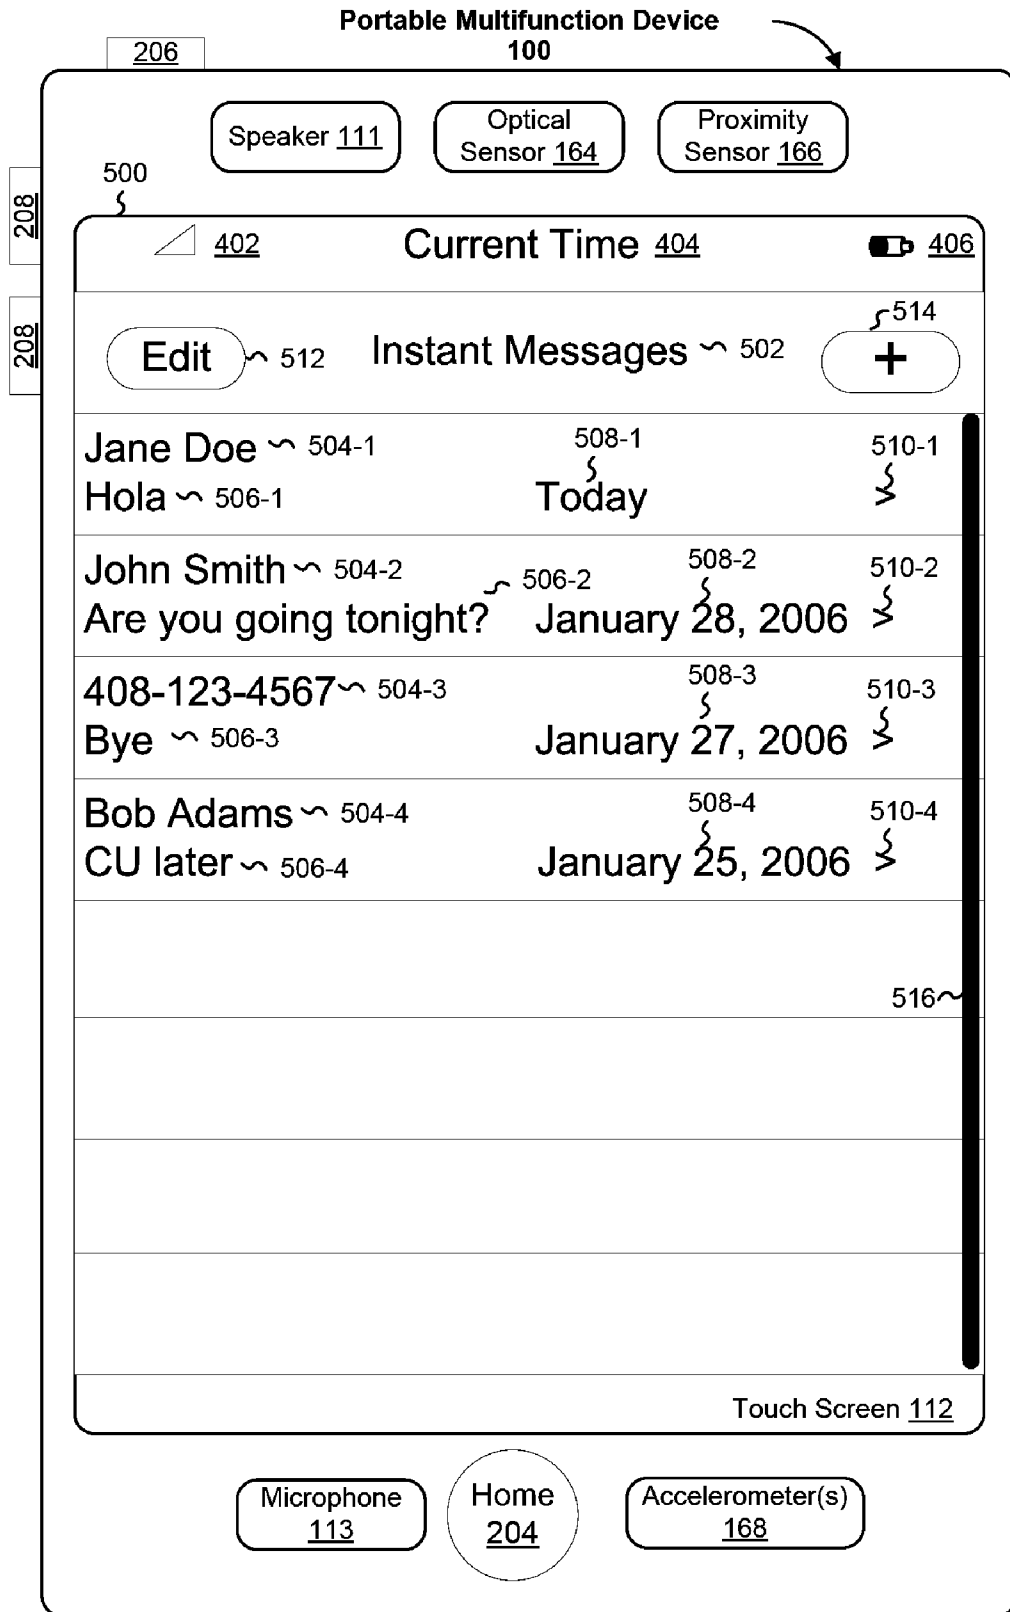 Portable Multifunction Device
100
206
Speaker 111
Optical
Sensor 164
Proximity
Sensor 166
500
208
208
402
Current Time 404
406
514
Edit
512
Instant Messages
502
+
Jane Doe
504-1
508-1
510-1
Hola
506-1
Today
>
John Smith
504-2
506-2
508-2
510-2
Are you going tonight?
January 28, 2006
>
408-123-4567
504-3
508-3
510-3
Bye
506-3
January 27, 2006
>
Bob Adams
504-4
508-4
510-4
CU later
506-4
January 25, 2006
>
516
Touch Screen 112
Microphone
113
Home
204
Accelerometer(s)
168